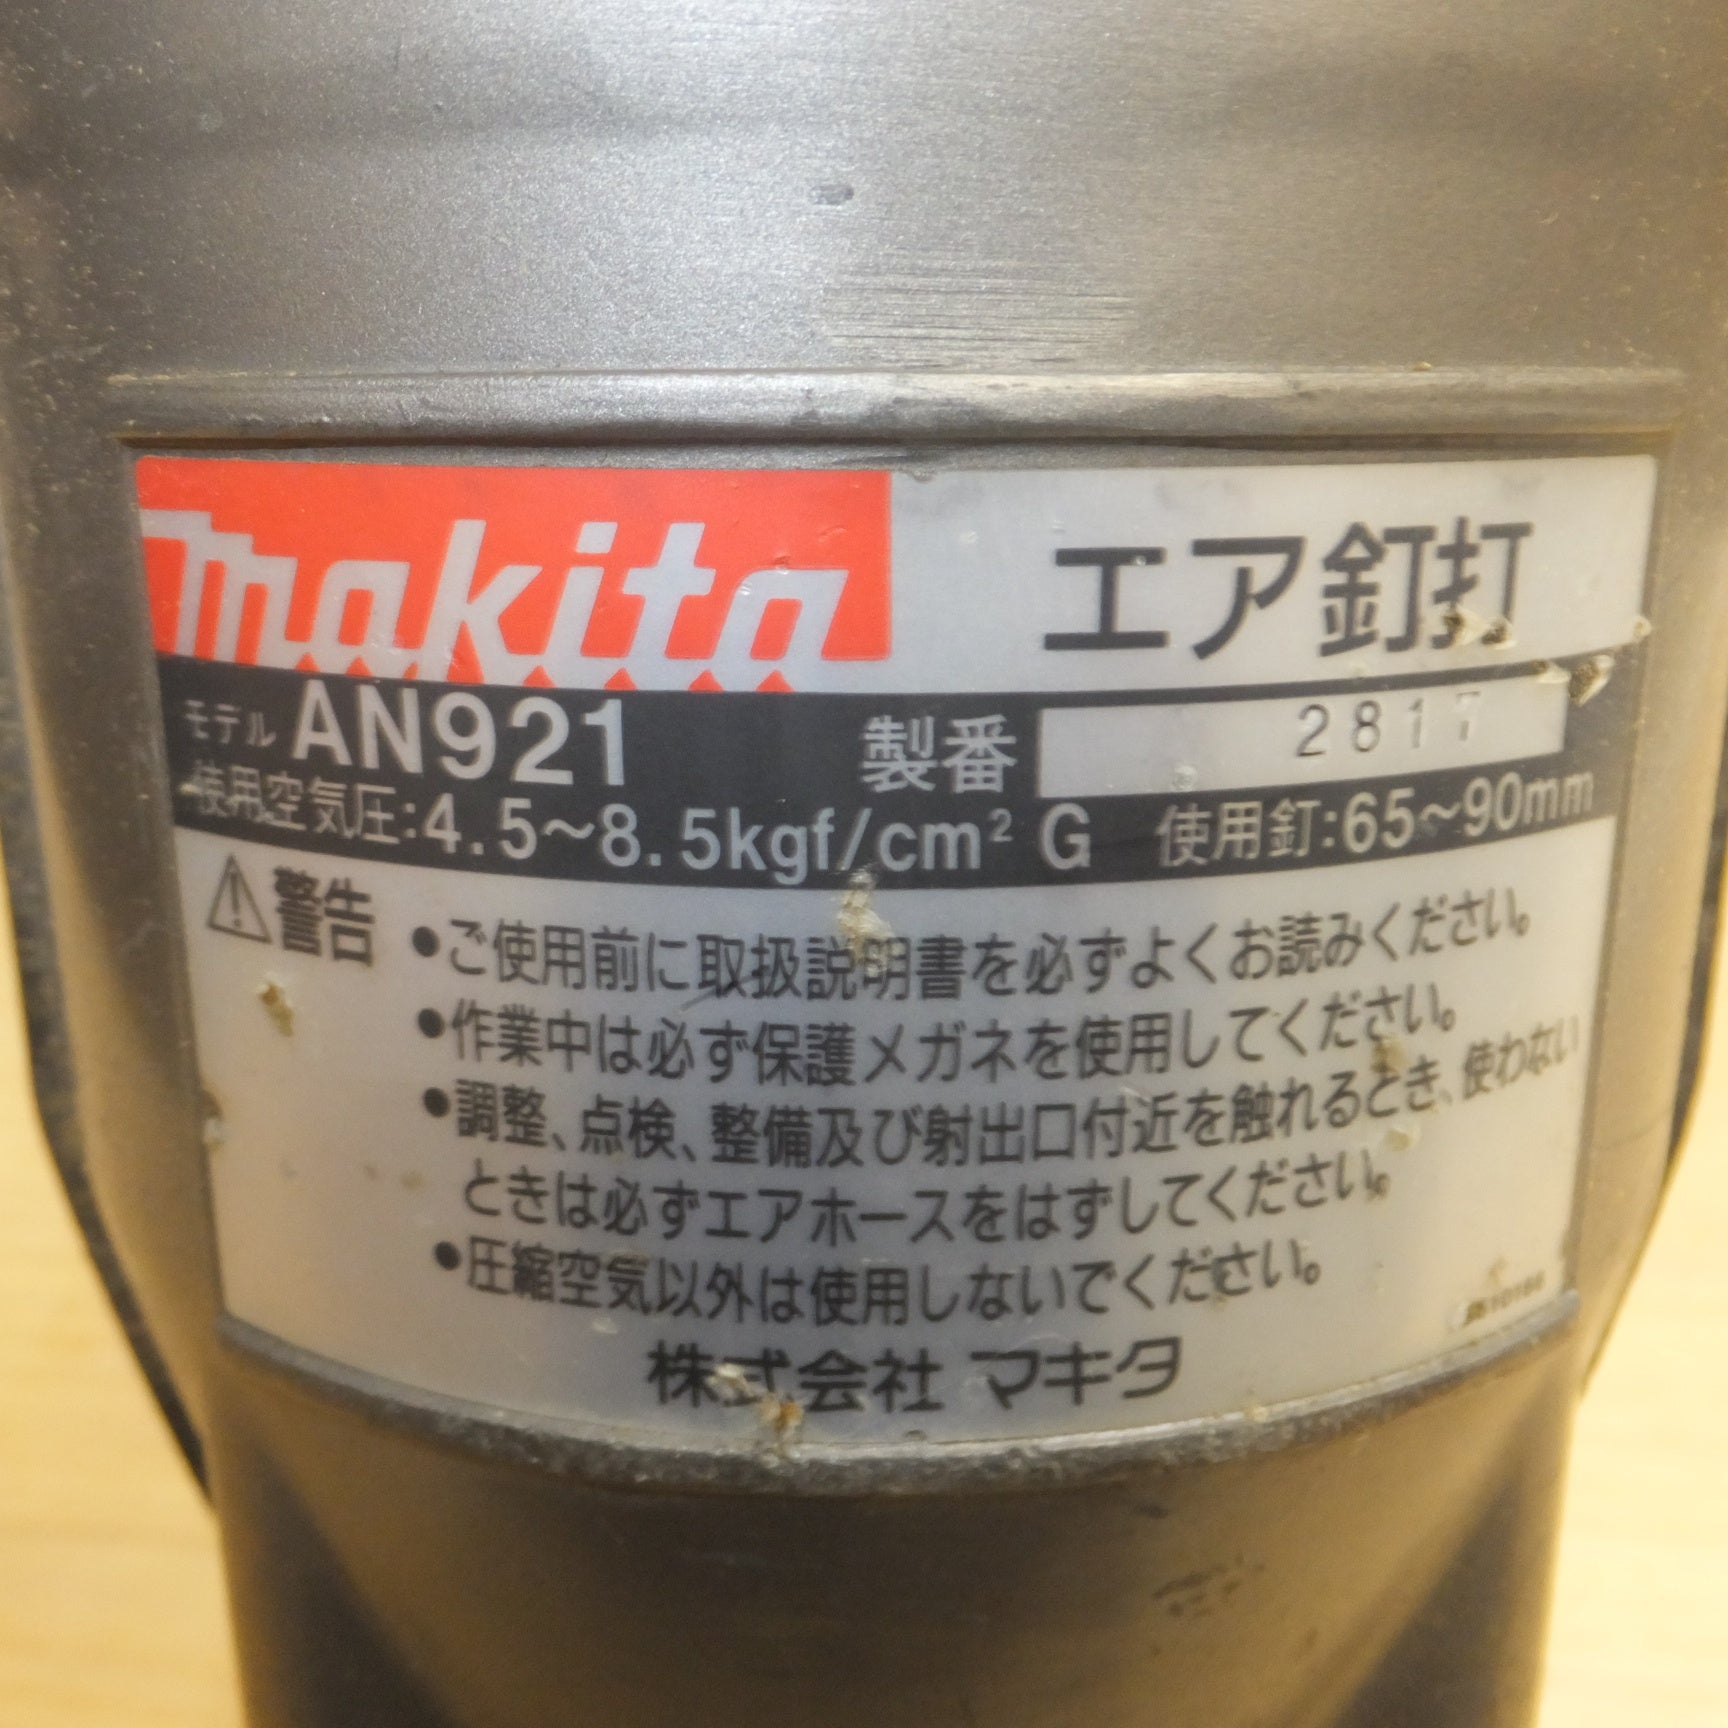 makita エア釘打
モデル AN921 製番 2817
使用空気圧:4.5~8.5kgf/cm² G 使用釘:65~90mm
⚠警告 •ご使用前に取扱説明書を必ずよくお読みください。
•作業中は必ず保護メガネを使用してください。
•調整、点検、整備及び射出口付近を触れるとき、使わない
ときは必ずエアホースをはずしてください。
•圧縮空気以外は使用しないでください。
株式会社 マキタ